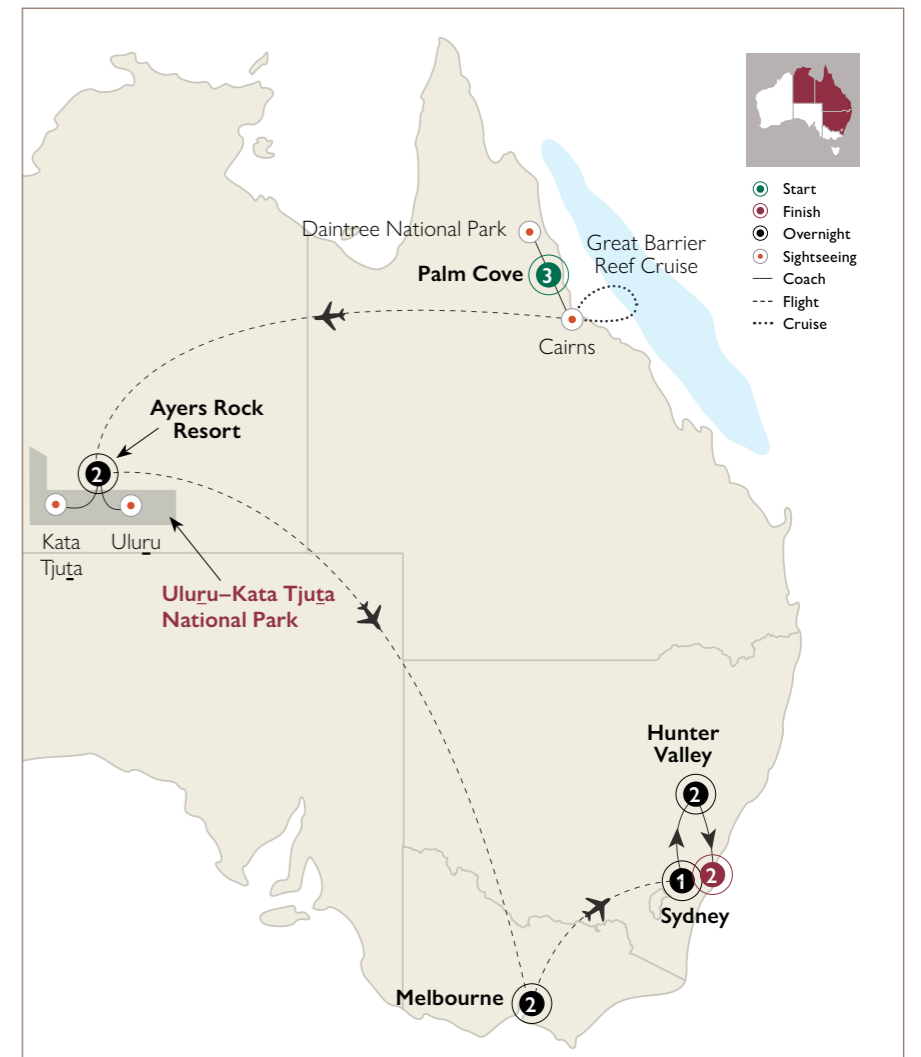 Start
Finish
Overnight
Sightseeing
Coach
Flight
Cruise
Daintree National Park
Great Barrier
Reef Cruise
Palm Cove
3
Cairns
Ayers Rock
Resort
2
Kata
Tjuṯa
Uluṟu
Uluṟu–Kata Tjuṯa
National Park
Hunter
Valley
2
1
2
Sydney
Melbourne
2